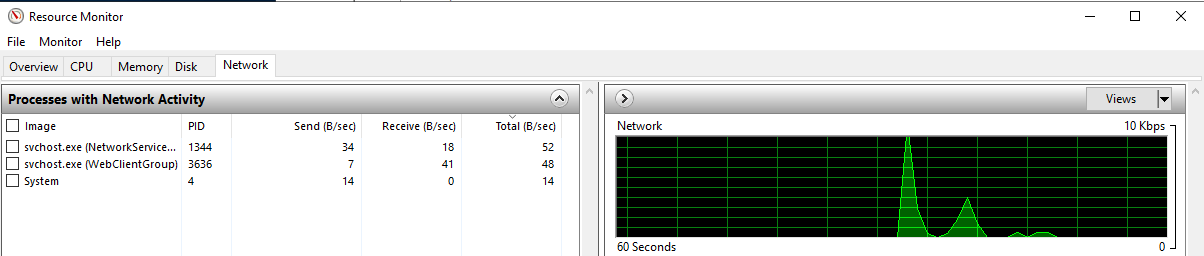 Resource Monitor
File Monitor Help
Overview CPU Memory Disk Network
Processes with Network Activity
Image PID Send (B/sec) Receive (B/sec) Total (B/sec)
svchost.exe (NetworkService... 1344 34 18 52
svchost.exe (WebClientGroup) 3636 7 41 48
System 4 14 0 14
Views
Network 10 Kbps
60 Seconds 0